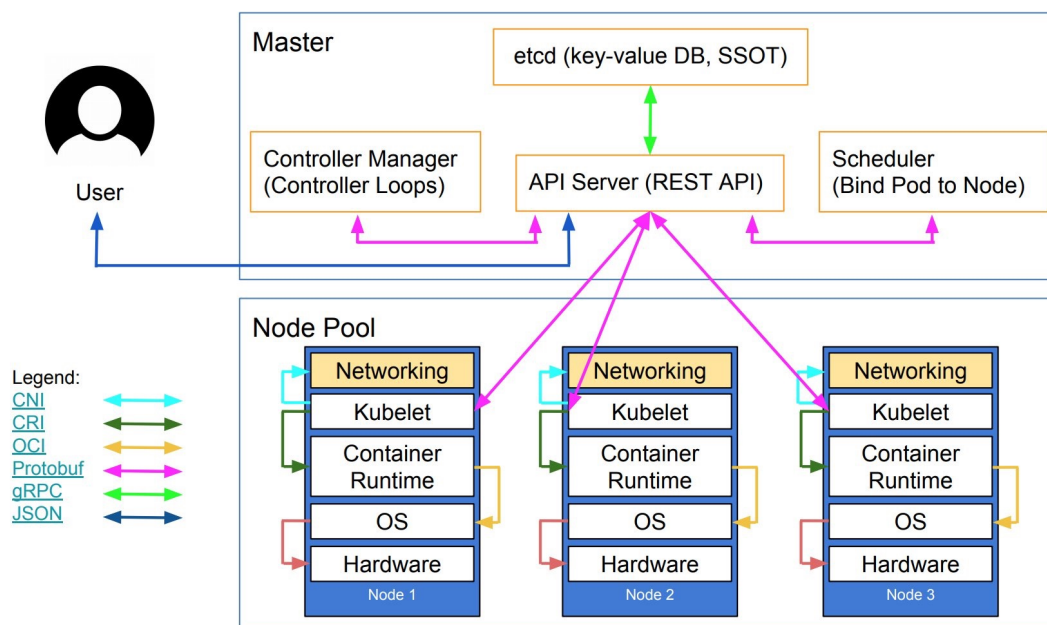 Master
etcd (key-value DB, SSOT)
Controller Manager
(Controller Loops)
API Server (REST API)
Scheduler
(Bind Pod to Node)
User
Node Pool
Networking
Kubelet
Container
Runtime
OS
Hardware
Node 1
Networking
Kubelet
Container
Runtime
OS
Hardware
Node 2
Networking
Kubelet
Container
Runtime
OS
Hardware
Node 3
Legend:
CNI
CRI
OCI
Protobuf
gRPC
JSON